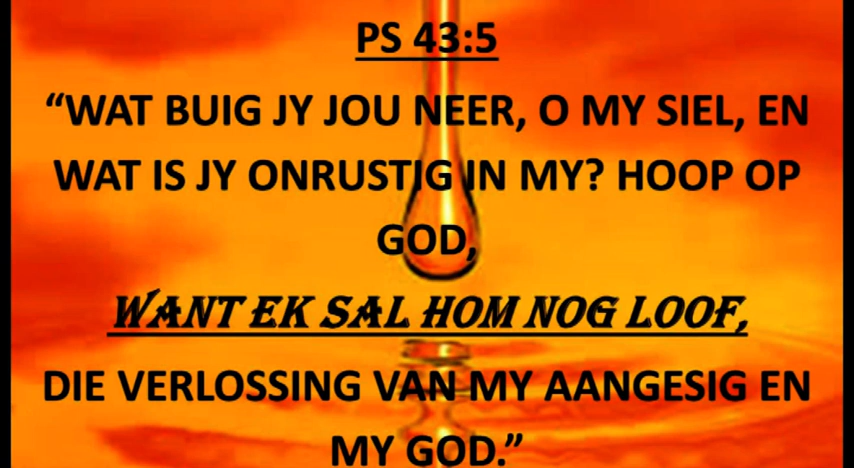 PS 43:5
“WAT BUIG JY JOU NEER, O MY SIEL, EN
WAT IS JY ONRUSTIG IN MY? HOOP OP
GOD,
WANT EK SAL HOM NOG LOOF,
DIE VERLOSSING VAN MY AANGESIG EN
MY GOD.”